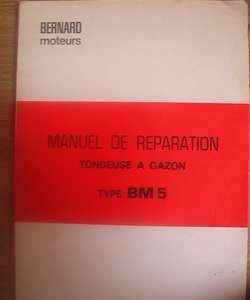 BERNARD
moteurs
MANUEL DE REPARATION
TONDEUSE A GAZON
TYPE BM 5